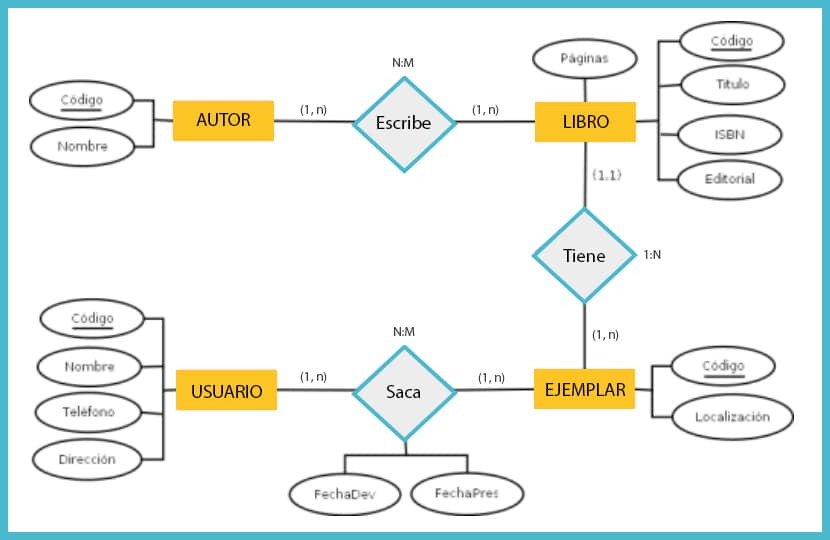 N:M
Código
Nombre
AUTOR
(1, n)
Escribe
(1, n)
LIBRO
Páginas
Código
Titulo
ISBN
Editorial
(1,1)
Tiene
1:N
(1, n)
Código
Nombre
Teléfono
Dirección
USUARIO
(1, n)
N:M
Saca
(1, n)
EJEMPLAR
Código
Localización
FechaDev
FechaPres